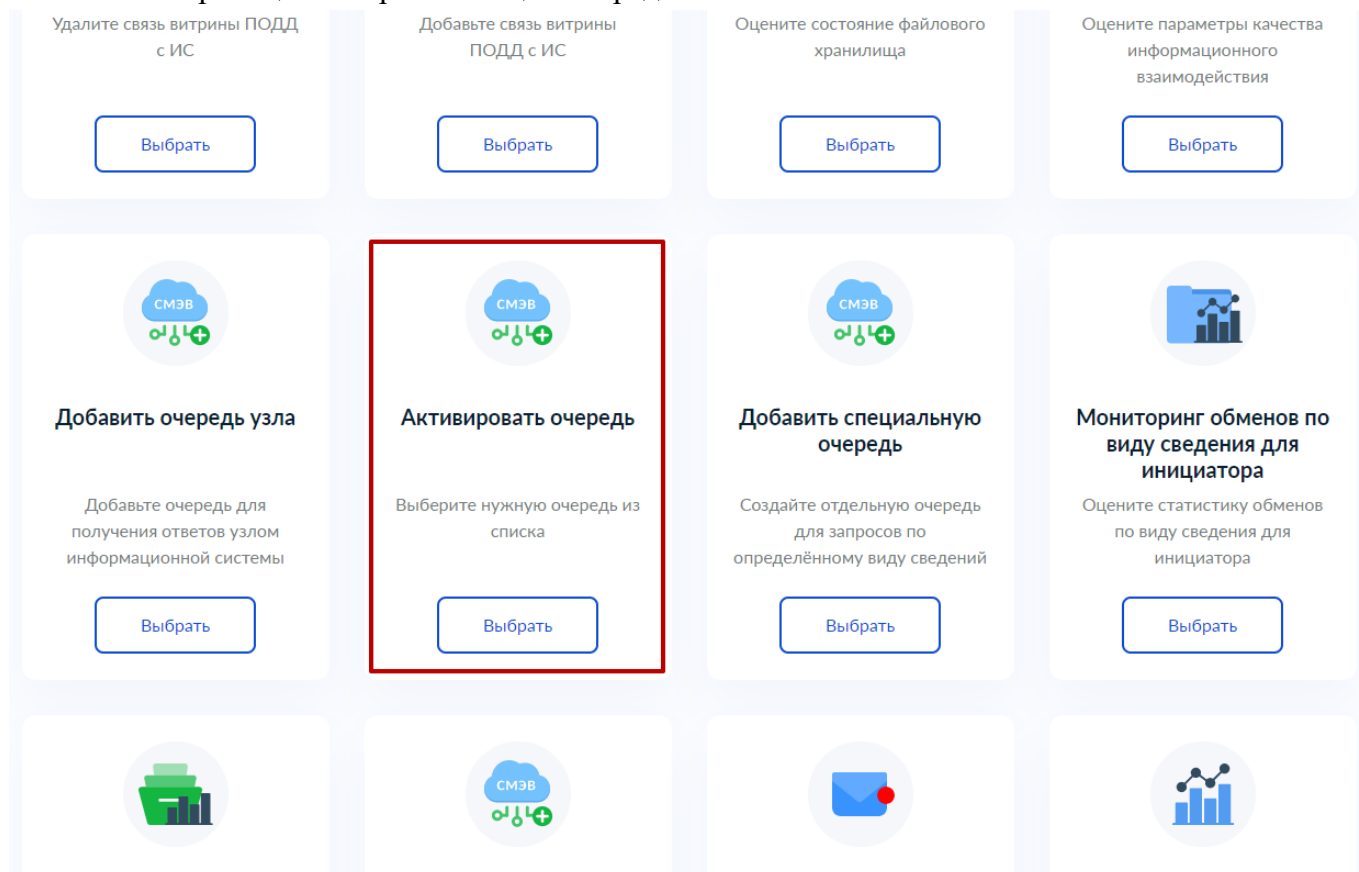 Удалите связь витрины ПОДД
с ИС
Добавьте связь витрины
ПОДД с ИС
Оцените состояние файлового
хранилища
Оцените параметры качества
информационного
взаимодействия
Выбрать
Выбрать
Выбрать
Выбрать
СМЭВ
Добавить очередь узла
Добавьте очередь для
получения ответов узлом
информационной системы
Выбрать
СМЭВ
Активировать очередь
Выберите нужную очередь из
списка
Выбрать
СМЭВ
Добавить специальную
очередь
Создайте отдельную очередь
для запросов по
определённому виду сведений
Выбрать
Мониторинг обменов по
виду сведения для
инициатора
Оцените статистику обменов
по виду сведения для
инициатора
Выбрать
СМЭВ